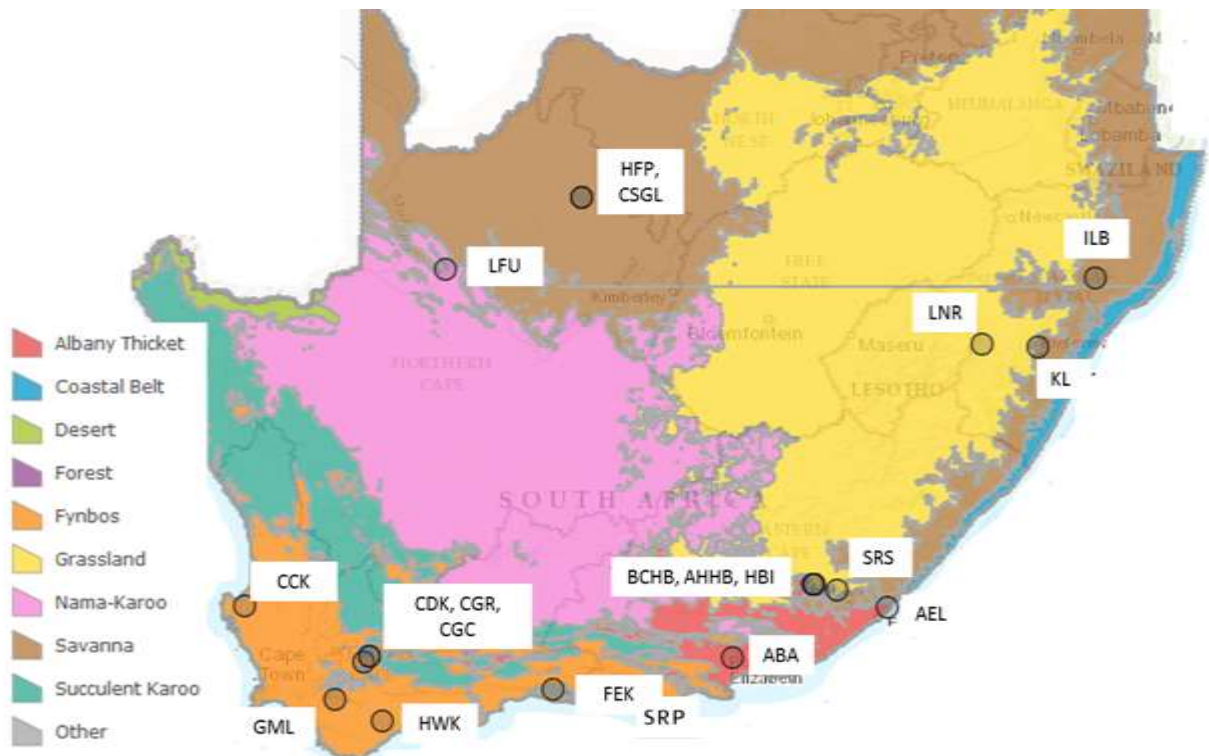 HFP,
CSGL
LFU
ILB
LNR
KL
Kimberley
Bloemfontein
Maseru
LESOTHO
FREE
STATE
SWAZILAND
NORTHERN
CAPE
SOUTH AFRICA
Albany Thicket
Coastal Belt
Desert
Forest
Fynbos
Grassland
Nama-Karoo
Savanna
Succulent Karoo
Other
CCK
CDK, CGR,
CGC
BCHB, AHHB, HBI
SRS
AEL
ABA
Cape
Town
Elizabeth
GML
HWK
FEK
SRP